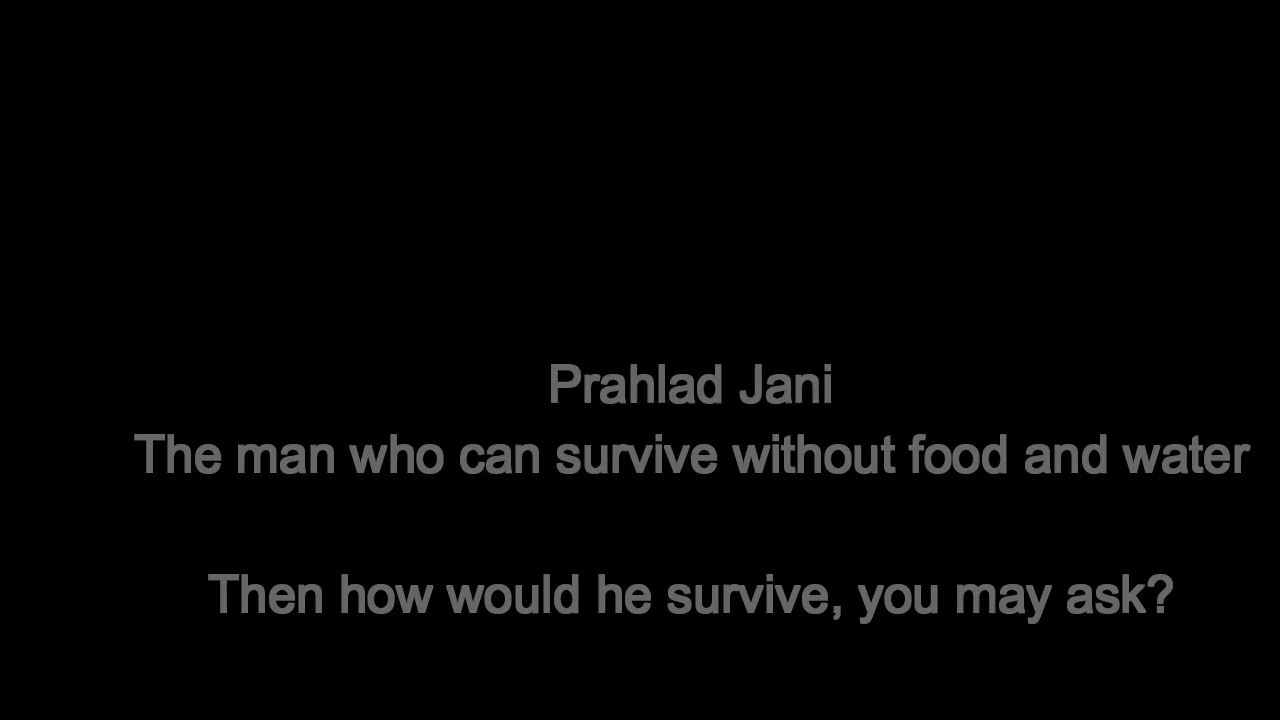 Prahlad Jani
The man who can survive without food and water
Then how would he survive, you may ask?